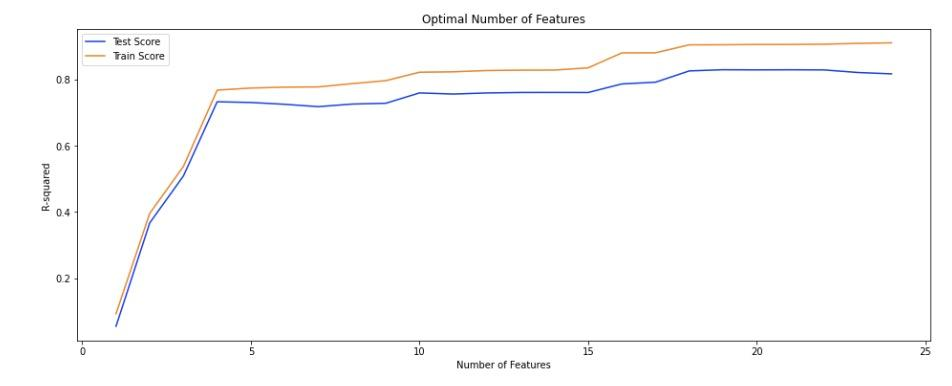 Optimal Number of Features
Test Score
Train Score
R-squared
0.8
0.6
0.4
0.2
0 5 10 15 20 25
Number of Features